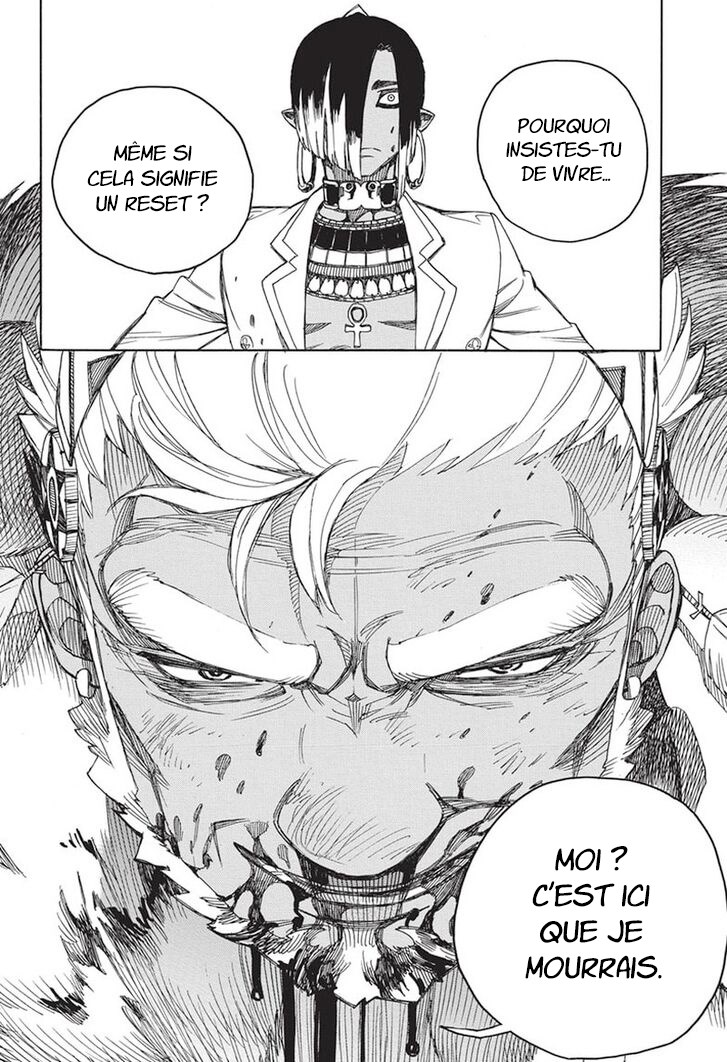 POURQUOI
INSISTES-TU
DE VIVRE...
MÊME SI
CELA SIGNIFIE
UN RESET ?
MOI ?
C'EST ICI
QUE JE
MOURRAIS.